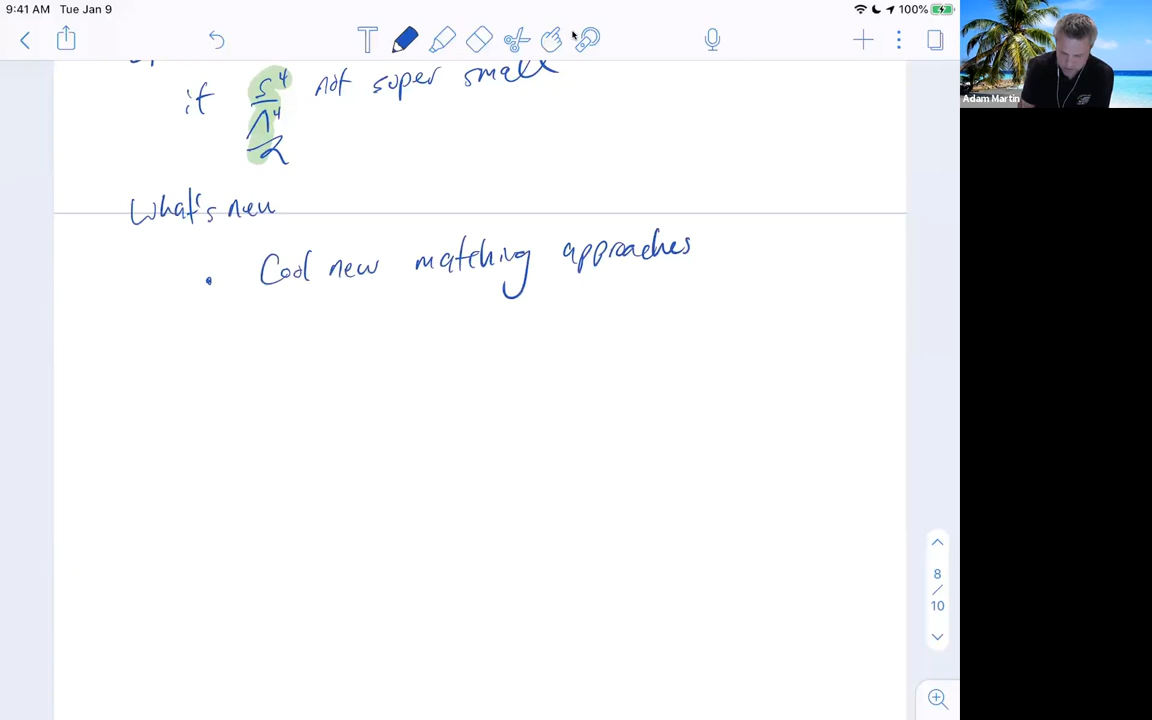 9:41 AM Tue Jan 9
100%
if s⁴ not super small
Λ⁴
2
What's new
• Cool new matching approaches
8
/
10
Adam Martin